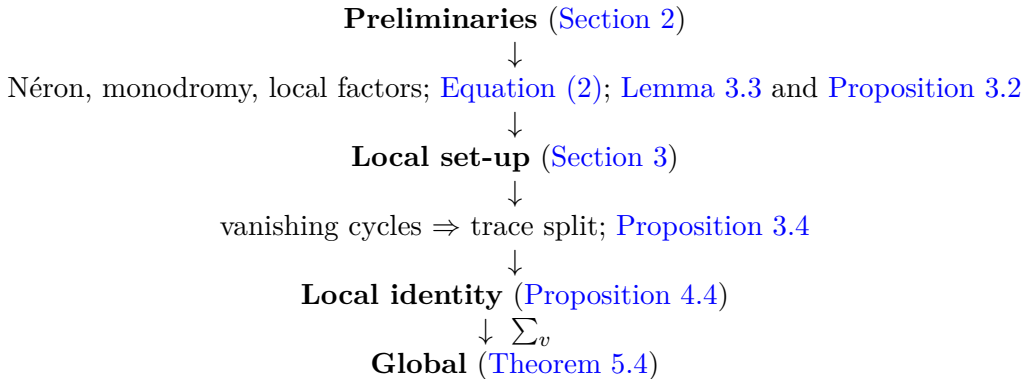 Preliminaries (Section 2)
↓
Néron, monodromy, local factors; Equation (2); Lemma 3.3 and Proposition 3.2
↓
Local set-up (Section 3)
↓
vanishing cycles ⇒ trace split; Proposition 3.4
↓
Local identity (Proposition 4.4)
↓ ∑v
Global (Theorem 5.4)